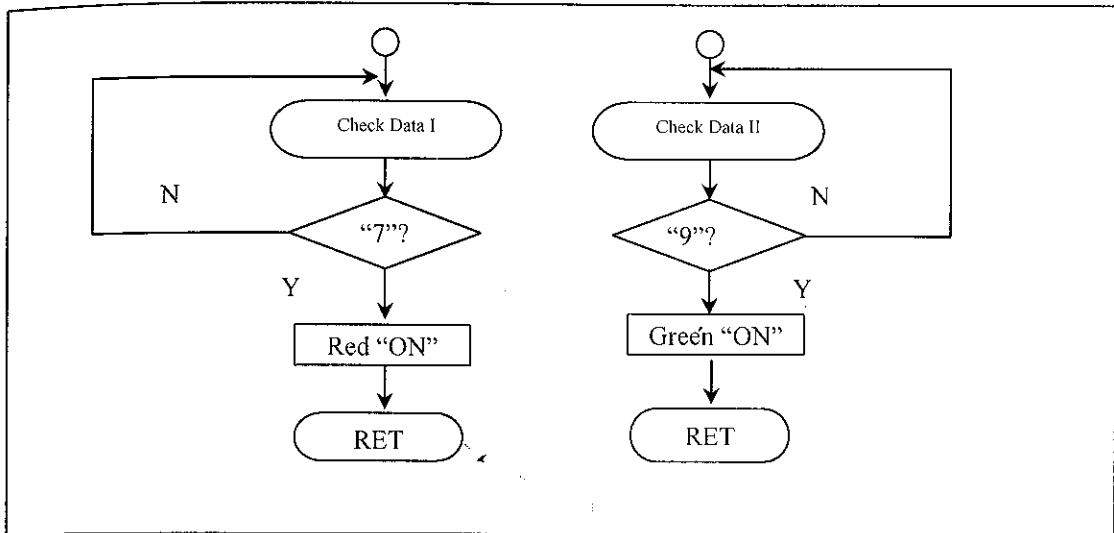 Check Data I
N
“7”?
Y
Red “ON”
RET
Check Data II
N
“9”?
Y
Green “ON”
RET